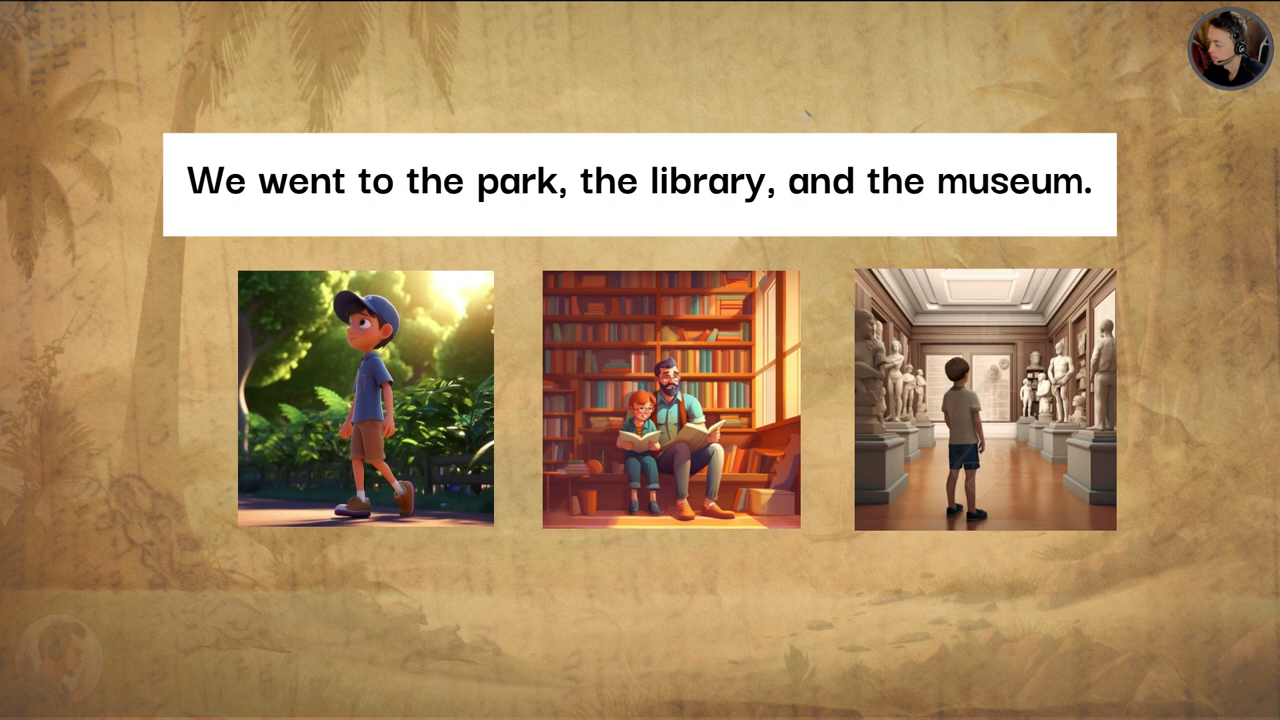 We went to the park, the library, and the museum.